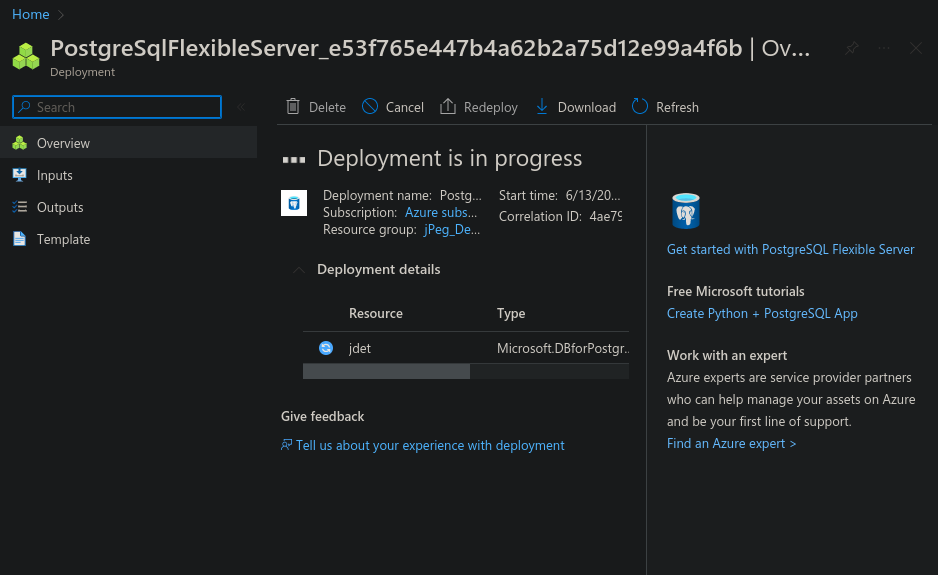 Home
PostgreSqlFlexibleServer_e53f765e447b4a62b2a75d12e99a4f6b | Ov...
Deployment
Search
Delete Cancel Redeploy Download Refresh
Overview
Inputs
Outputs
Template
Deployment is in progress
Deployment name: Postg...
Subscription: Azure subs...
Resource group: jPeg_De...
Start time: 6/13/20...
Correlation ID: 4ae79
Deployment details
Resource Type
jdet Microsoft.DBforPostgr..
Give feedback
Tell us about your experience with deployment
Get started with PostgreSQL Flexible Server
Free Microsoft tutorials
Create Python + PostgreSQL App
Work with an expert
Azure experts are service provider partners
who can help manage your assets on Azure
and be your first line of support.
Find an Azure expert >